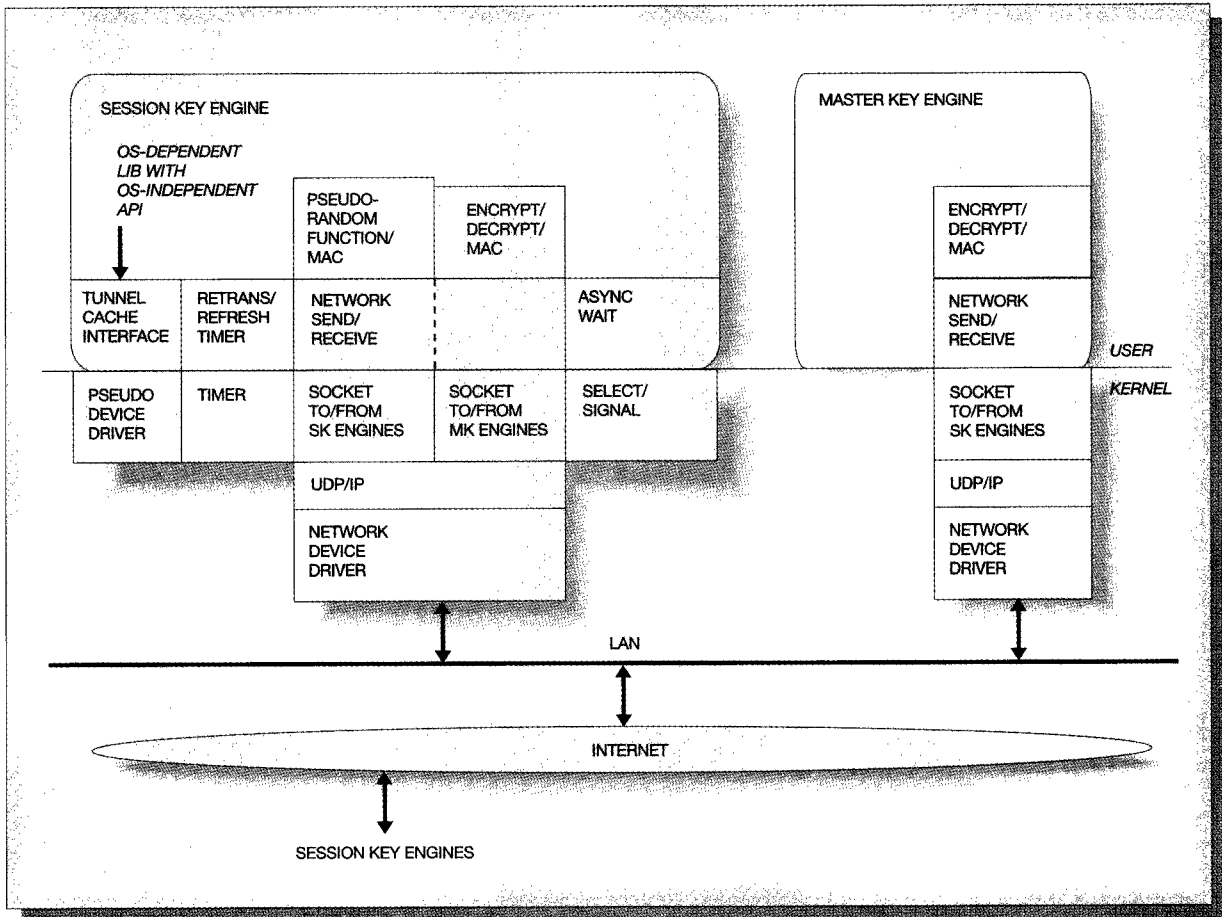 SESSION KEY ENGINE
OS-DEPENDENT
LIB WITH
OS-INDEPENDENT
API
PSEUDO-
RANDOM
FUNCTION/
MAC
ENCRYPT/
DECRYPT/
MAC
TUNNEL
CACHE
INTERFACE
RETRANS/
REFRESH
TIMER
NETWORK
SEND/
RECEIVE
ASYNC
WAIT
PSEUDO
DEVICE
DRIVER
TIMER
SOCKET
TO/FROM
SK ENGINES
SOCKET
TO/FROM
MK ENGINES
SELECT/
SIGNAL
UDP/IP
NETWORK
DEVICE
DRIVER
MASTER KEY ENGINE
ENCRYPT/
DECRYPT/
MAC
NETWORK
SEND/
RECEIVE
USER
KERNEL
SOCKET
TO/FROM
SK ENGINES
UDP/IP
NETWORK
DEVICE
DRIVER
LAN
INTERNET
SESSION KEY ENGINES